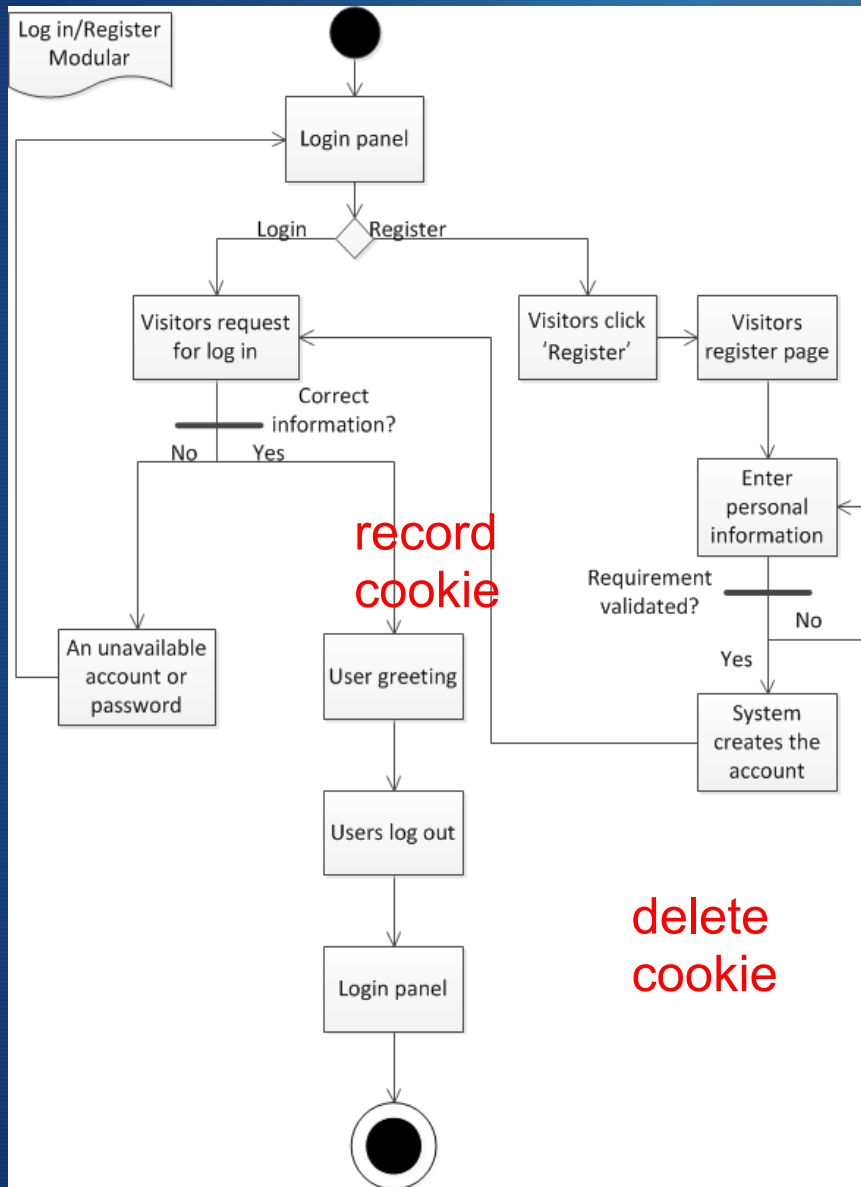 Log in/Register
Modular
Login panel
Login
Register
Visitors request
for log in
Visitors click
‘Register’
Visitors
register page
Correct
information?
No
Yes
Enter
personal
information
record
cookie
Requirement
validated?
No
Yes
An unavailable
account or
password
User greeting
System
creates the
account
Users log out
delete
cookie
Login panel